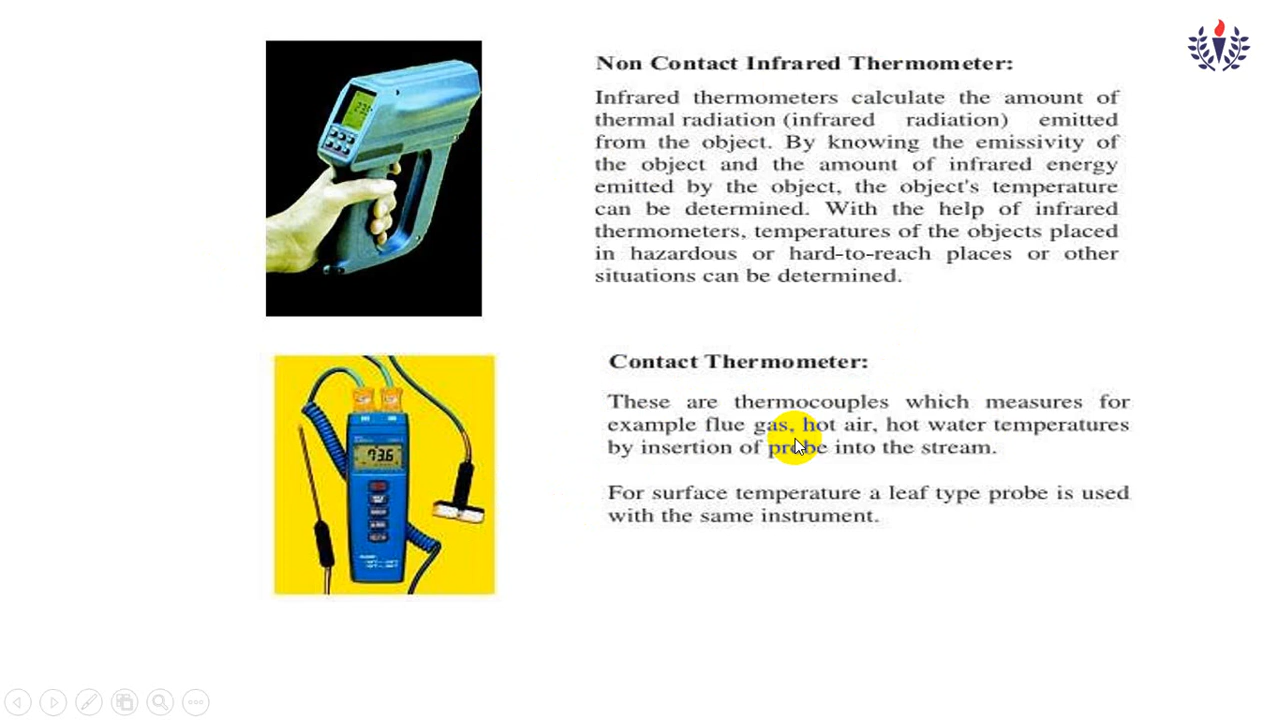 Non Contact Infrared Thermometer:
Infrared thermometers calculate the amount of
thermal radiation (infrared radiation) emitted
from the object. By knowing the emissivity of
the object and the amount of infrared energy
emitted by the object, the object's temperature
can be determined. With the help of infrared
thermometers, temperatures of the objects placed
in hazardous or hard-to-reach places or other
situations can be determined.
Contact Thermometer:
These are thermocouples which measures for
example flue gas, hot air, hot water temperatures
by insertion of probe into the stream.
For surface temperature a leaf type probe is used
with the same instrument.
73.6